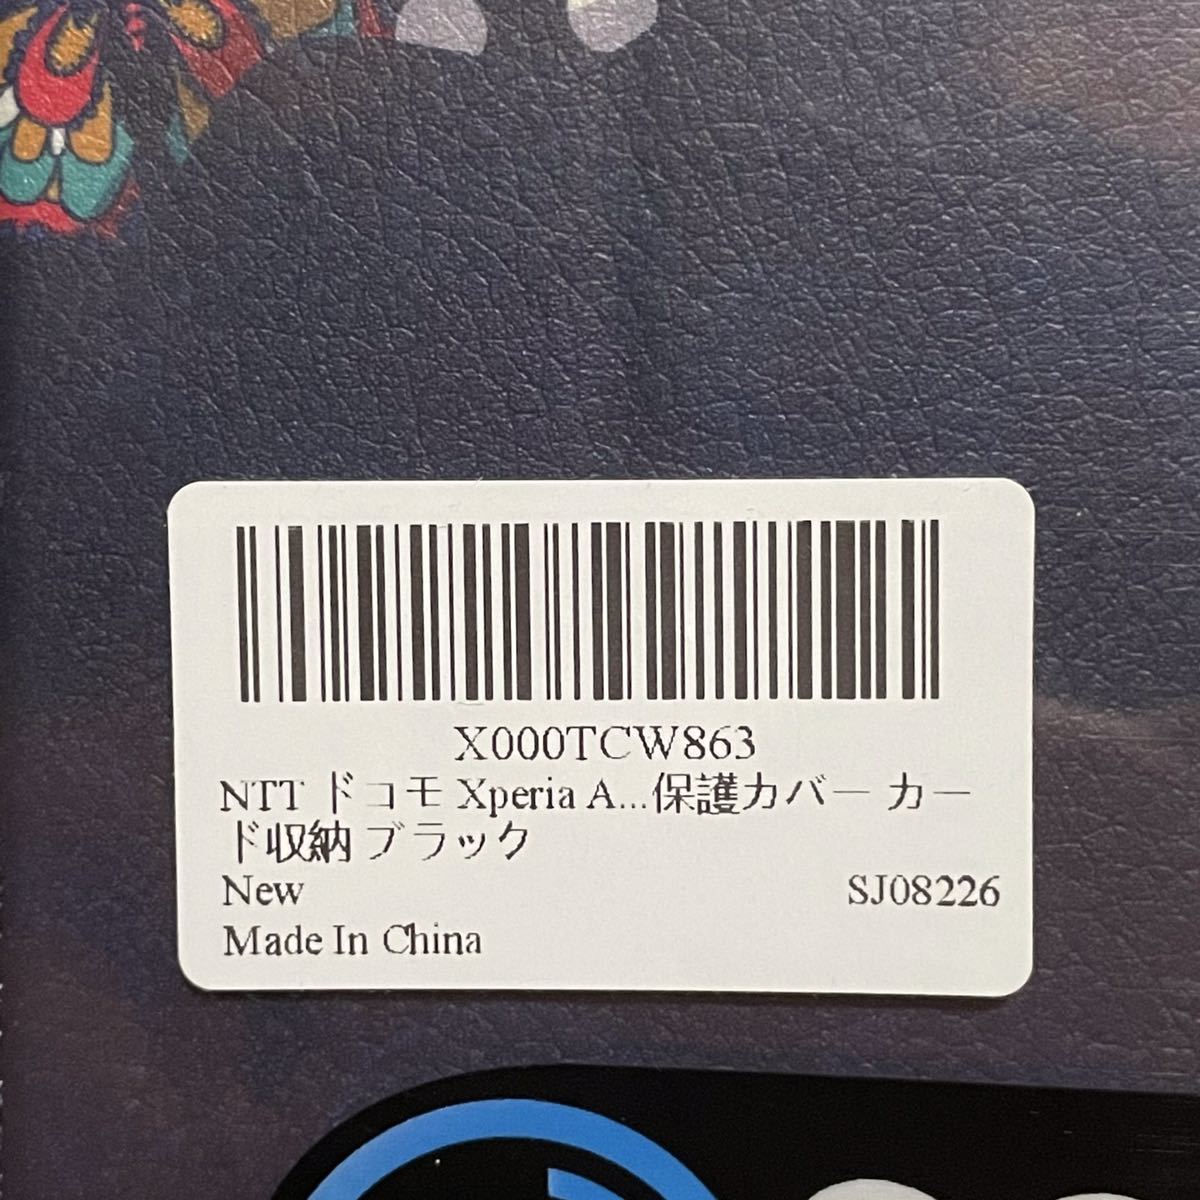 X000TCW863
NTT ドコモ Xperia A...保護カバー カー
ド収納 ブラック
New SJ08226
Made In China